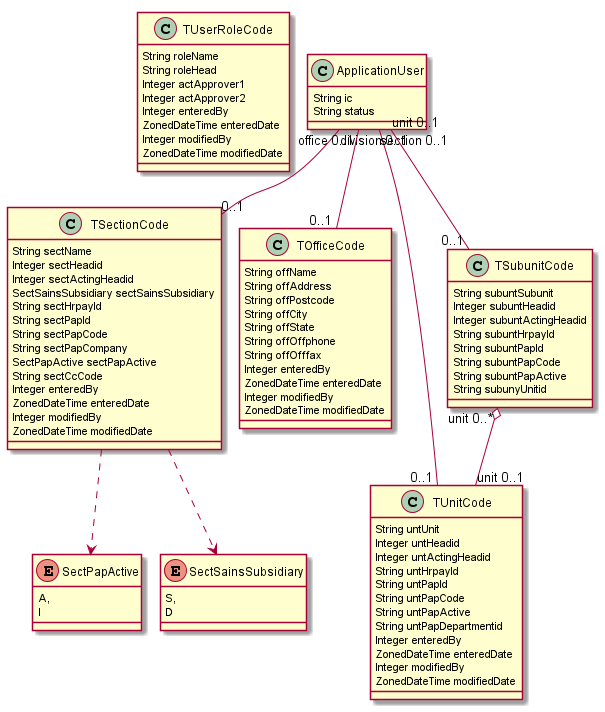 C TUserRoleCode
String roleName
String roleHead
Integer actApprover1
Integer actApprover2
Integer enteredBy
ZonedDateTime enteredDate
Integer modifiedBy
ZonedDateTime modifiedDate
C ApplicationUser
String ic
String status
unit 0..1
office 0..1
section 0..1
0..1
0..1
0..1
C TSectionCode
String sectName
Integer sectHeadid
Integer sectActingHeadid
SectSainsSubsidiary sectSainsSubsidiary
String sectHrpayId
String sectPapId
String sectPapCode
String sectPapCompany
SectPapActive sectPapActive
String sectCcCode
Integer enteredBy
ZonedDateTime enteredDate
Integer modifiedBy
ZonedDateTime modifiedDate
C TOfficeCode
String offName
String offAddress
String offPostcode
String offCity
String offState
String offOffphone
String offOfffax
Integer enteredBy
ZonedDateTime enteredDate
Integer modifiedBy
ZonedDateTime modifiedDate
C TSubunitCode
String subuntSubunit
Integer subuntHeadid
Integer subuntActingHeadid
String subuntHrpayId
String subuntPapId
String subuntPapCode
String subuntPapActive
String subunyUnitid
unit 0..*
0..1
unit 0..1
C TUnitCode
String untUnit
Integer untHeadid
Integer untActingHeadid
String untHrpayId
String untPapId
String untPapCode
String untPapActive
String untPapDepartmentid
Integer enteredBy
ZonedDateTime enteredDate
Integer modifiedBy
ZonedDateTime modifiedDate
E SectPapActive
A,
I
E SectSainsSubsidiary
S,
D